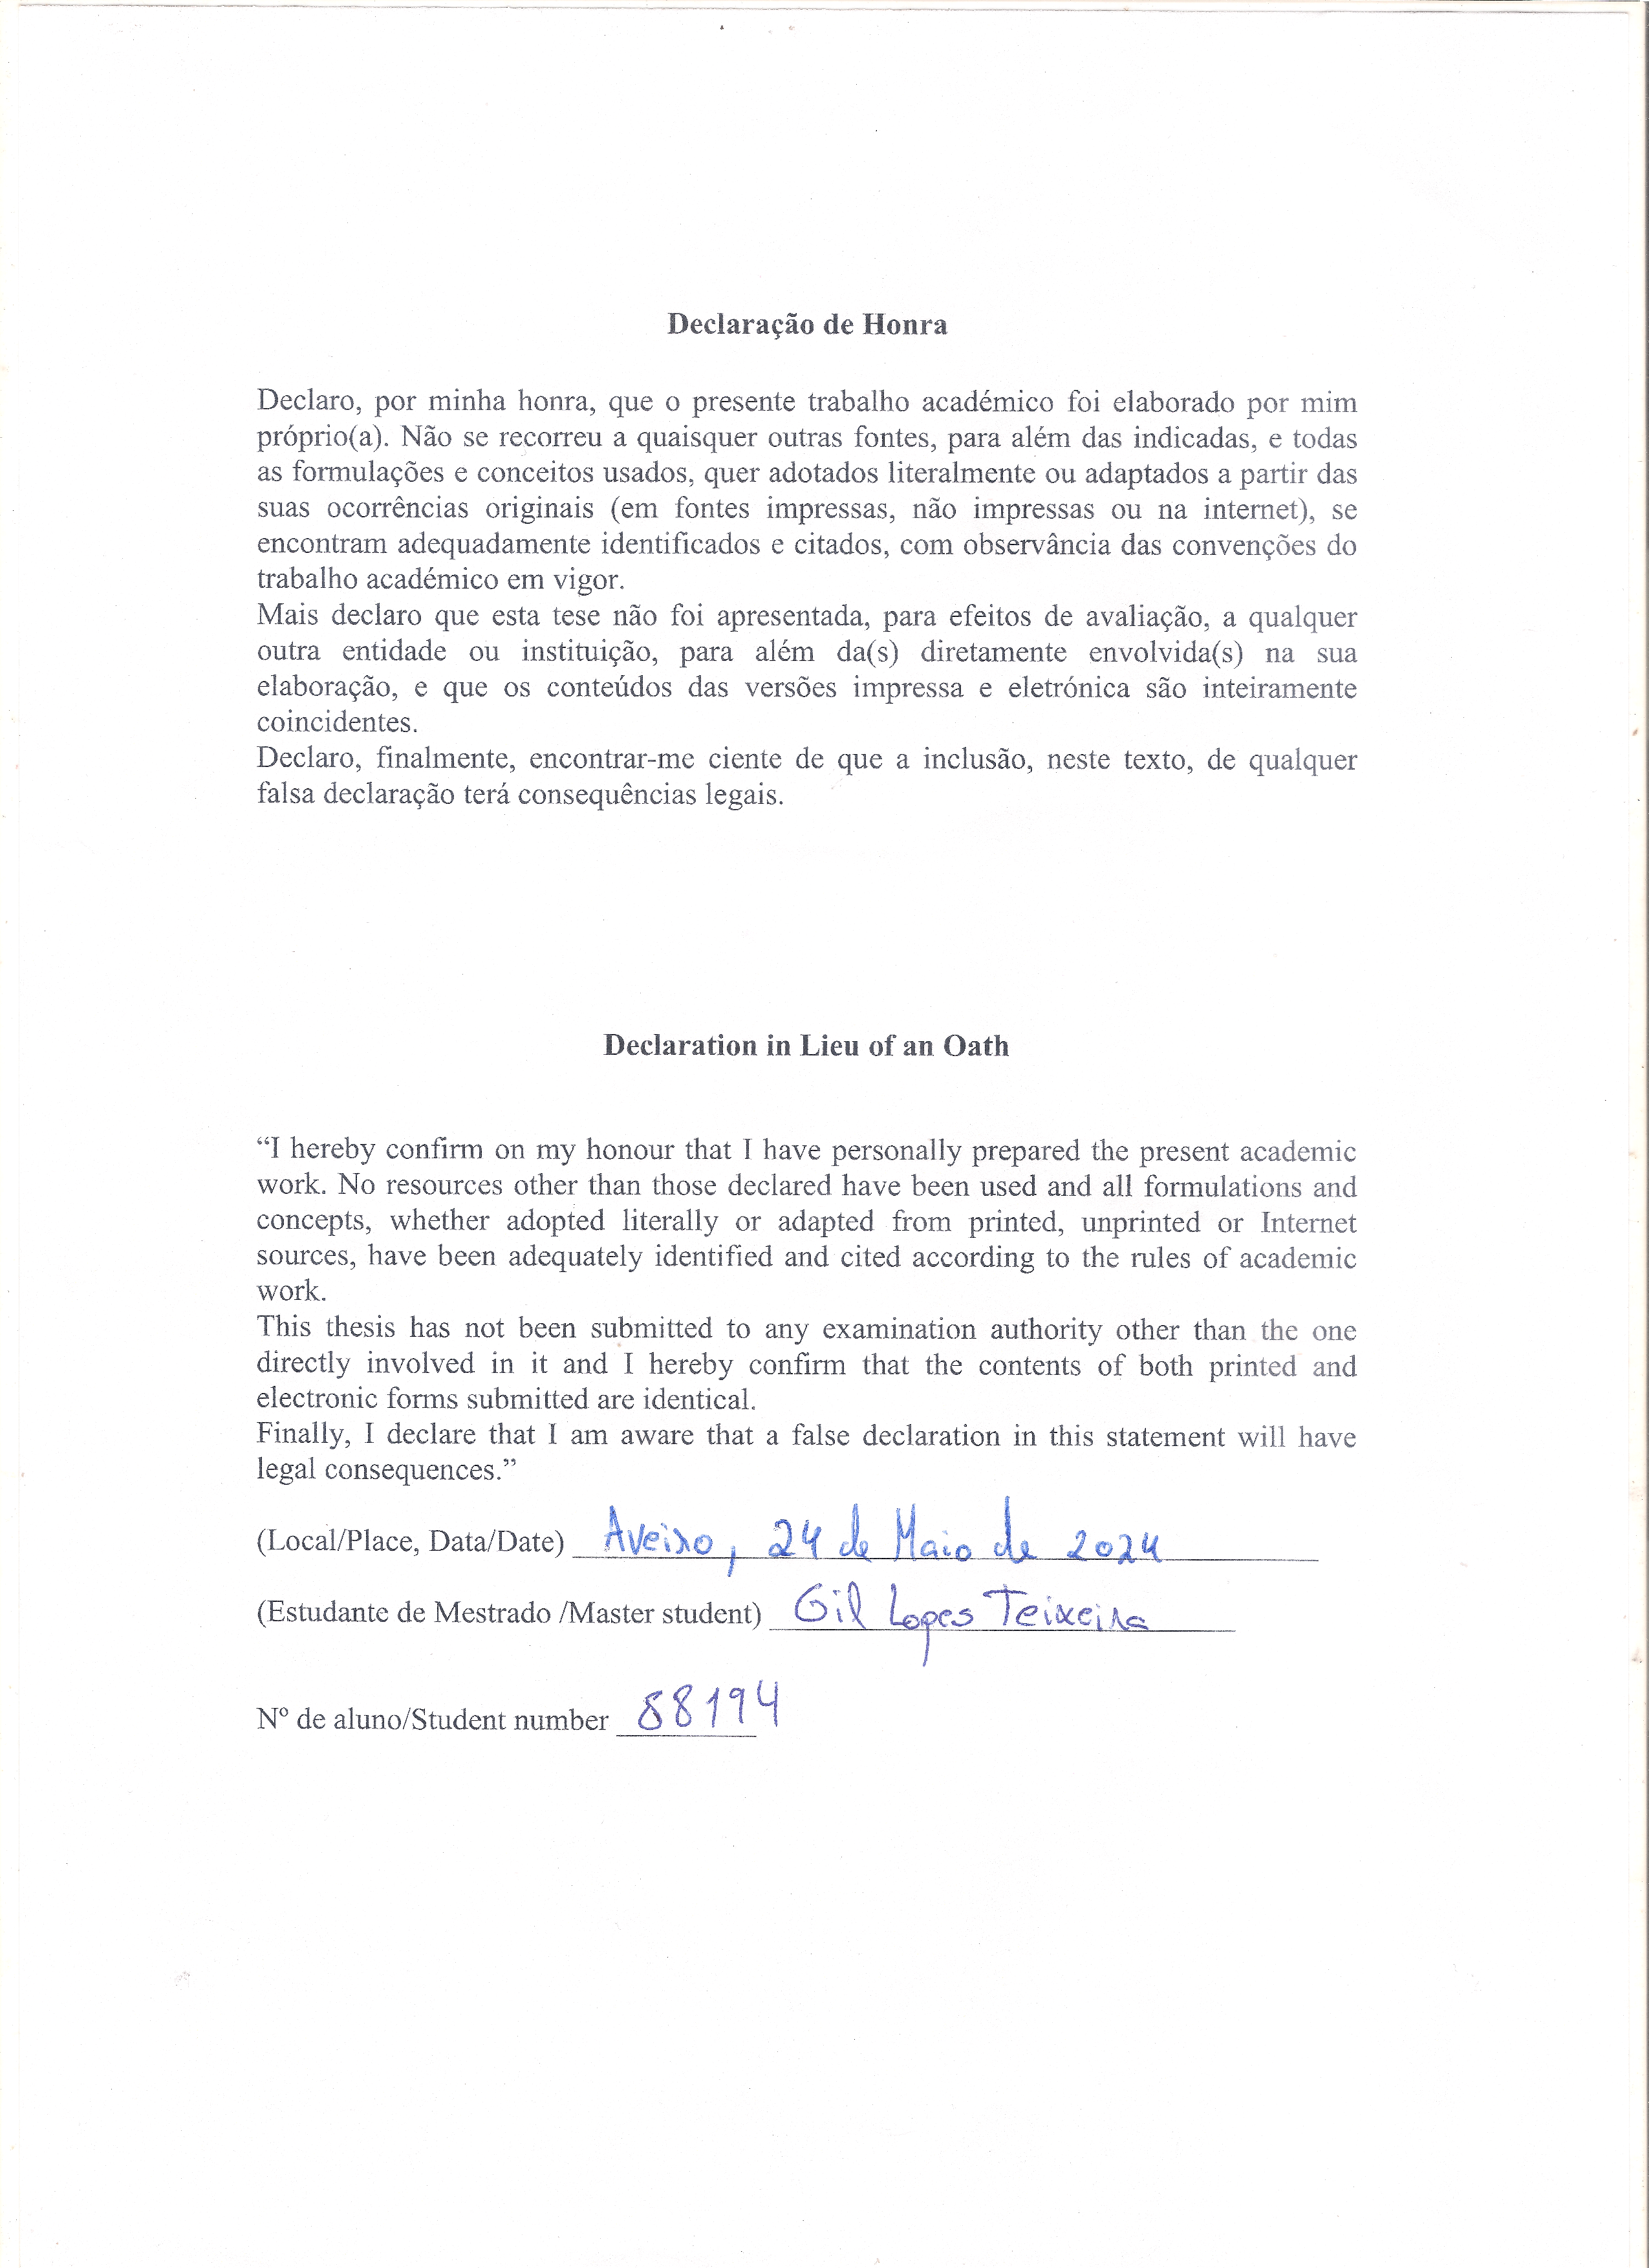 Declaração de Honra
Declaro, por minha honra, que o presente trabalho académico foi elaborado por mim
próprio(a). Não se recorreu a quaisquer outras fontes, para além das indicadas, e todas
as formulações e conceitos usados, quer adotados literalmente ou adaptados a partir das
suas ocorrências originais (em fontes impressas, não impressas ou na internet), se
encontram adequadamente identificados e citados, com observância das convenções do
trabalho académico em vigor.
Mais declaro que esta tese não foi apresentada, para efeitos de avaliação, a qualquer
outra entidade ou instituição, para além da(s) diretamente envolvida(s) na sua
elaboração, e que os conteúdos das versões impressa e eletrónica são inteiramente
coincidentes.
Declaro, finalmente, encontrar-me ciente de que a inclusão, neste texto, de qualquer
falsa declaração terá consequências legais.
Declaration in Lieu of an Oath
“I hereby confirm on my honour that I have personally prepared the present academic
work. No resources other than those declared have been used and all formulations and
concepts, whether adopted literally or adapted from printed, unprinted or Internet
sources, have been adequately identified and cited according to the rules of academic
work.
This thesis has not been submitted to any examination authority other than the one
directly involved in it and I hereby confirm that the contents of both printed and
electronic forms submitted are identical.
Finally, I declare that I am aware that a false declaration in this statement will have
legal consequences.”
(Local/Place, Data/Date) Aveiro, 24 de Maio de 2024
(Estudante de Mestrado /Master student) Gil Lopes Teixeira
Nº de aluno/Student number 88194